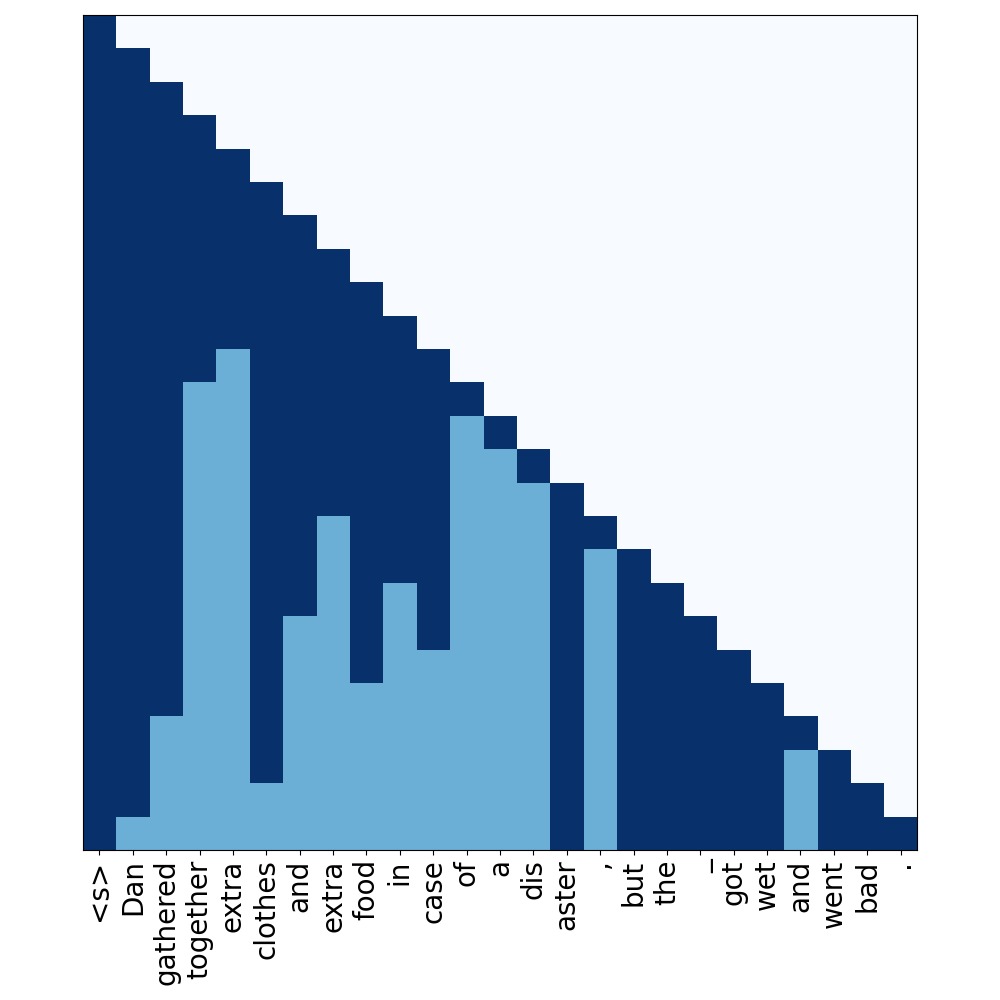 <s>
Dan
gathered
together
extra
clothes
and
extra
food
in
case
of
a
dis
aster
,
but
the
_
got
wet
and
went
bad
.